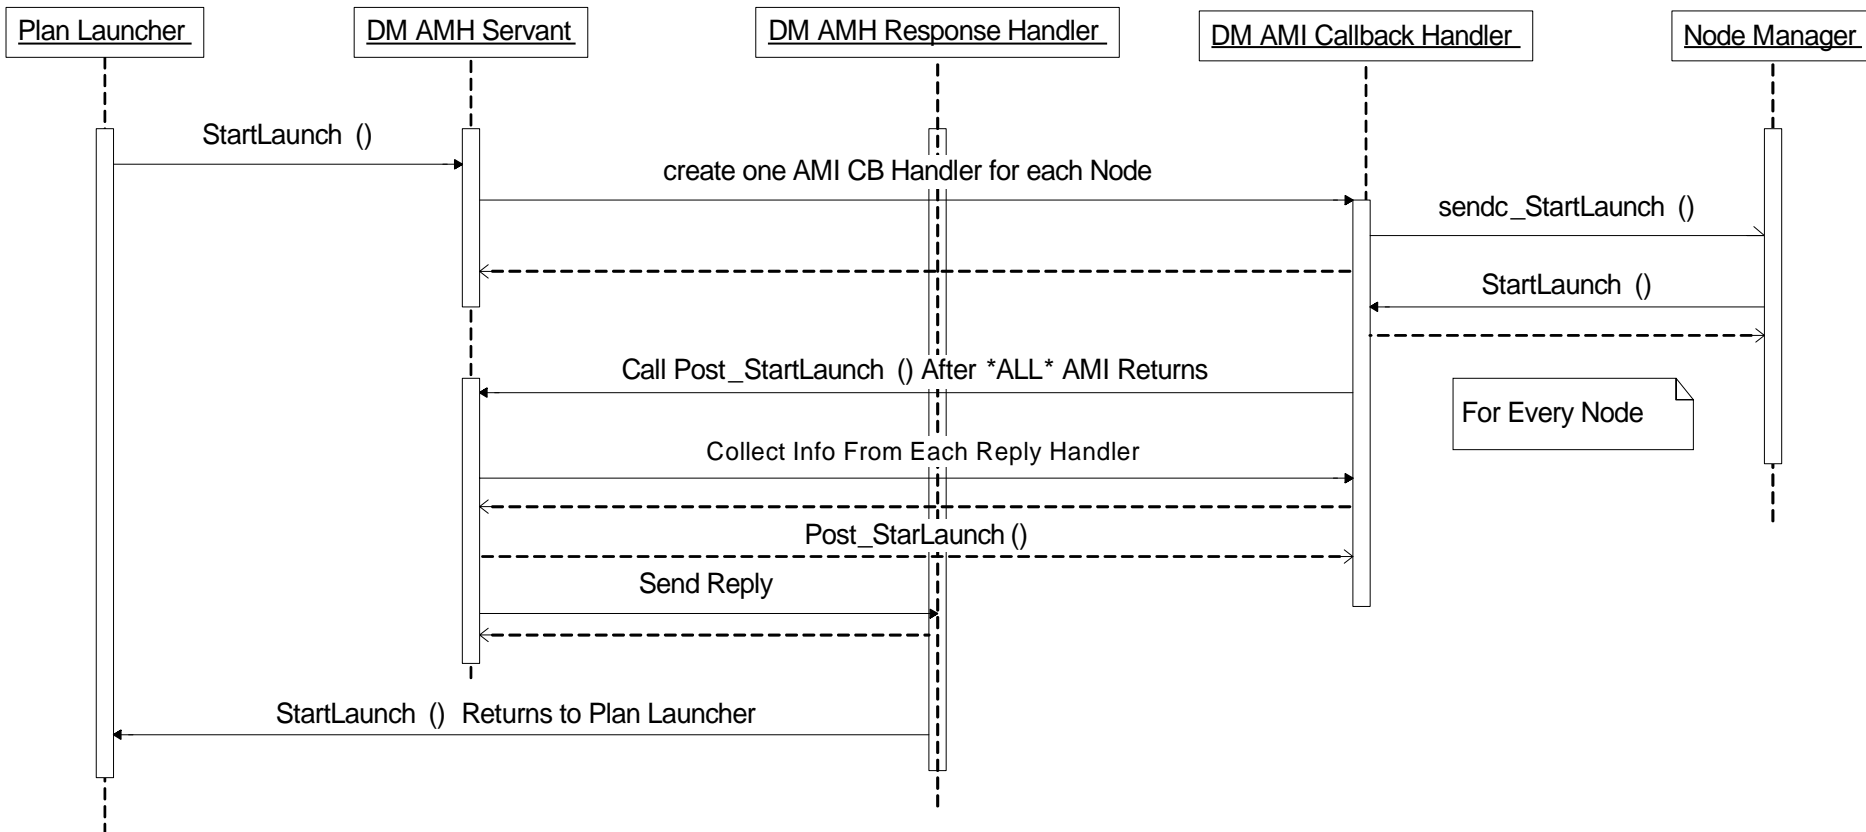 Plan Launcher
DM AMH Servant
DM AMH Response Handler
DM AMI Callback Handler
Node Manager
StartLaunch ()
create one AMI CB Handler for each Node
sendc_StartLaunch ()
StartLaunch ()
Call Post_StartLaunch () After *ALL* AMI Returns
For Every Node
Collect Info From Each Reply Handler
Post_StarLaunch ()
Send Reply
StartLaunch () Returns to Plan Launcher